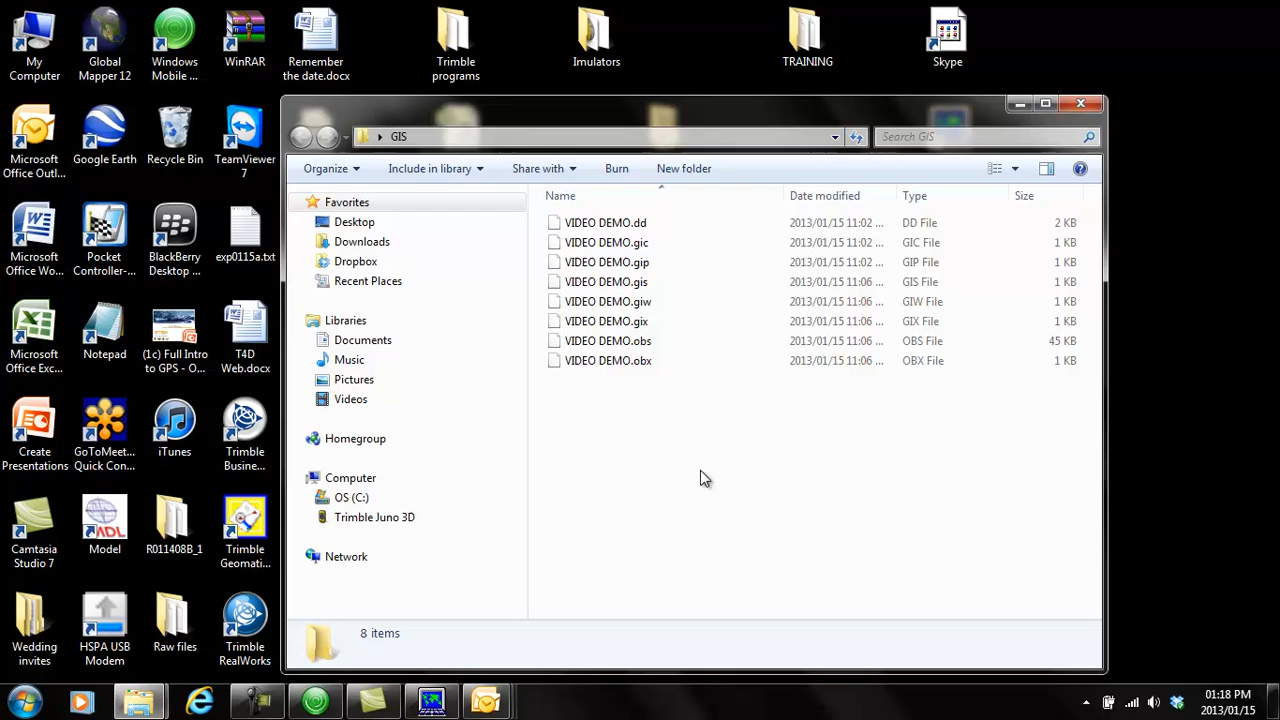 My Computer
Global Mapper 12
Windows Mobile ...
WinRAR
Remember the date.docx
Trimble programs
Imulators
TRAINING
Skype
Microsoft Office Outl...
Google Earth
Recycle Bin
TeamViewer 7
Microsoft Office Wo...
Pocket Controller-...
BlackBerry Desktop ...
exp0115a.txt
Microsoft Office Exc...
Notepad
(1c) Full Intro to GPS - O...
T4D Web.docx
Create Presentations
GoToMeet... Quick Con...
iTunes
Trimble Busine...
Camtasia Studio 7
Model
R011408B_1
Trimble Geomati...
Wedding invites
HSPA USB Modem
Raw files
Trimble RealWorks
GIS
Search GIS
Organize
Include in library
Share with
Burn
New folder
Favorites
Desktop
Downloads
Dropbox
Recent Places
Libraries
Documents
Music
Pictures
Videos
Homegroup
Computer
OS (C:)
Trimble Juno 3D
Network
Name Date modified Type Size
VIDEO DEMO.dd 2013/01/15 11:02 ... DD File 2 KB
VIDEO DEMO.gic 2013/01/15 11:02 ... GIC File 1 KB
VIDEO DEMO.gip 2013/01/15 11:02 ... GIP File 1 KB
VIDEO DEMO.gis 2013/01/15 11:06 ... GIS File 1 KB
VIDEO DEMO.giw 2013/01/15 11:06 ... GIW File 1 KB
VIDEO DEMO.gix 2013/01/15 11:06 ... GIX File 1 KB
VIDEO DEMO.obs 2013/01/15 11:06 ... OBS File 45 KB
VIDEO DEMO.obx 2013/01/15 11:06 ... OBX File 1 KB
8 items
01:18 PM
2013/01/15